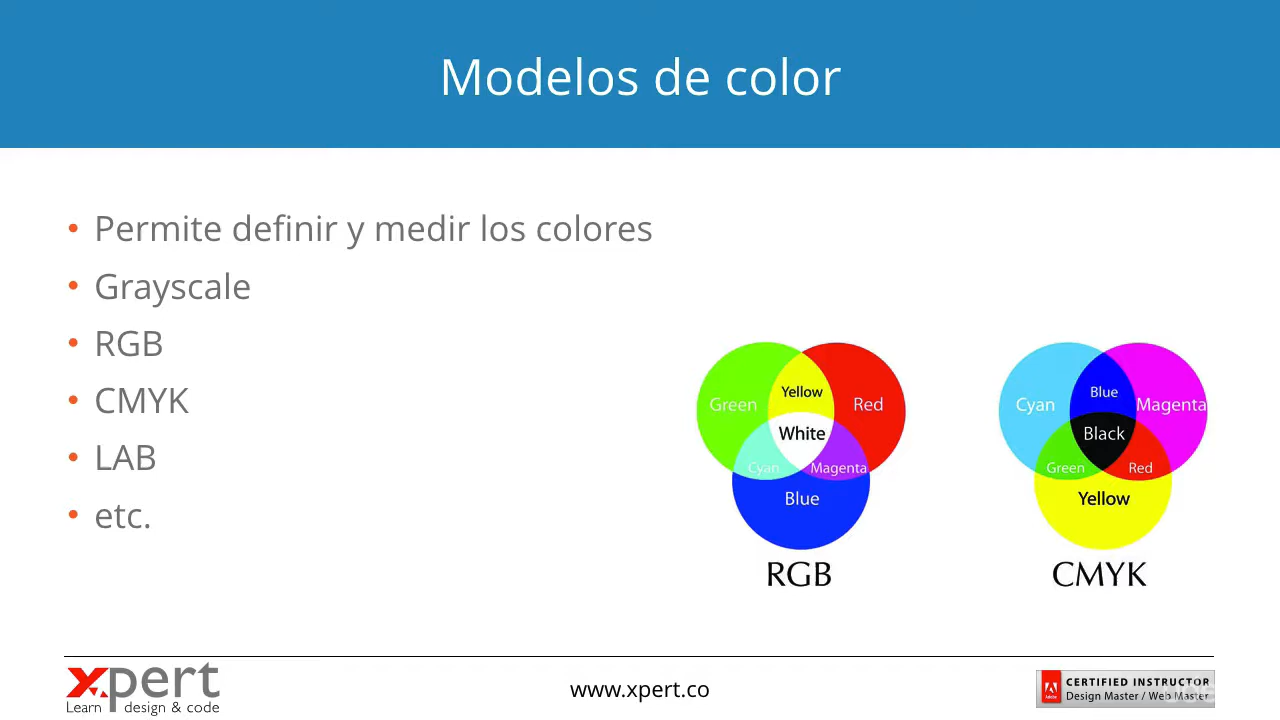 Modelos de color
• Permite definir y medir los colores
• Grayscale
• RGB
• CMYK
• LAB
• etc.
Green
Yellow
Red
White
Cyan
Magenta
Blue
RGB
Cyan
Blue
Magenta
Black
Green
Red
Yellow
CMYK
xpert
Learn design & code
www.xpert.co
Adobe
CERTIFIED INSTRUCTOR
Design Master / Web Master